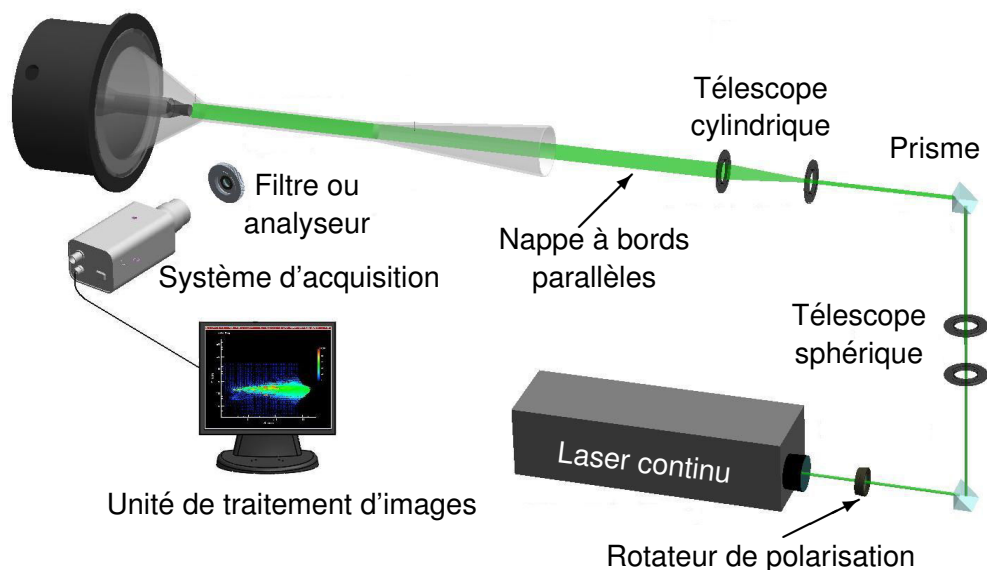 Télescope
cylindrique
Prisme
Filtre ou
analyseur
Nappe à bords
parallèles
Système d'acquisition
Télescope
sphérique
Laser continu
Unité de traitement d'images
Rotateur de polarisation